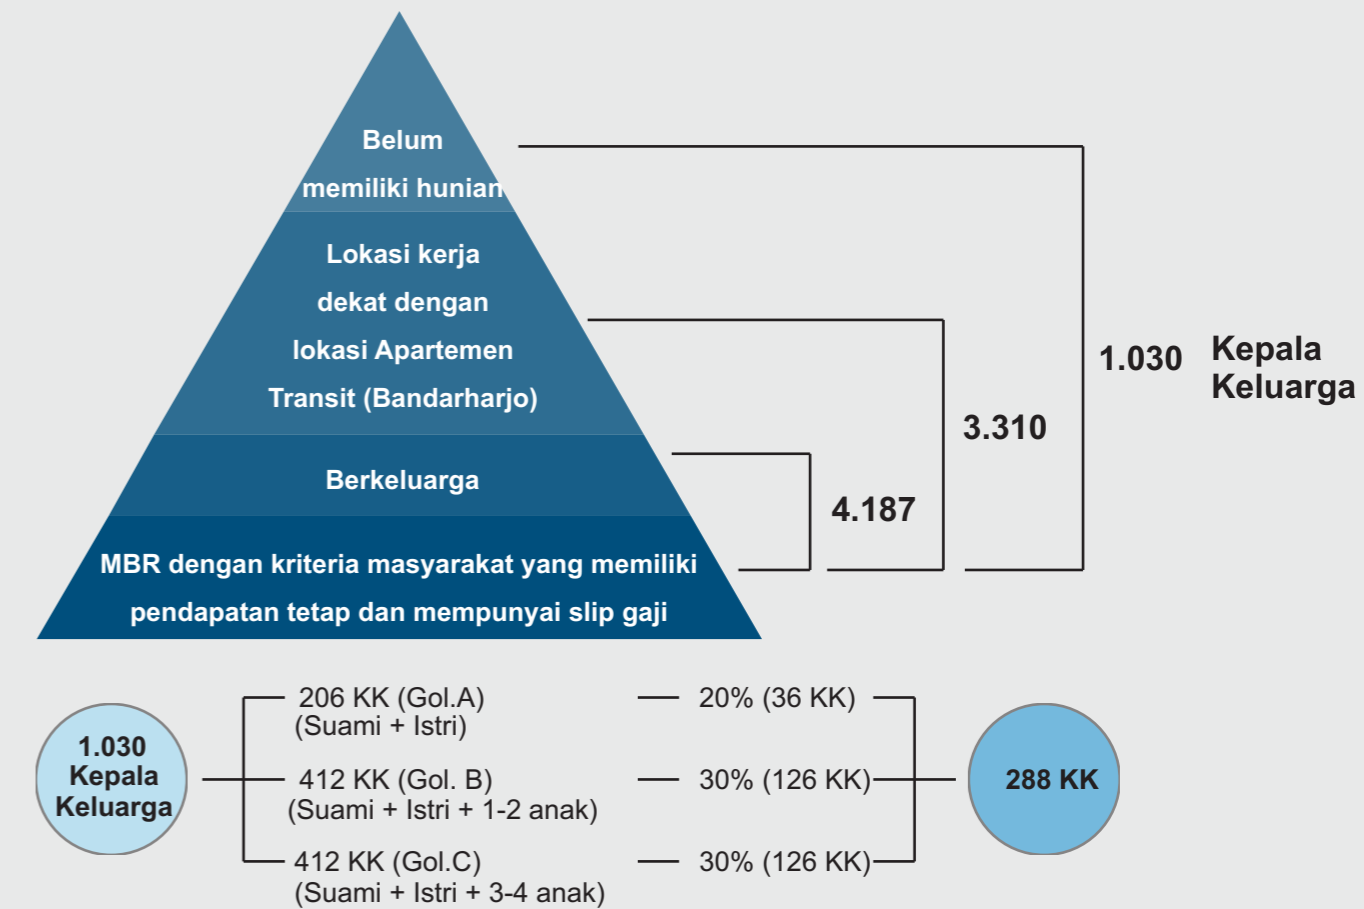 Belum
memiliki hunian
Lokasi kerja
dekat dengan
lokasi Apartemen
Transit (Bandarharjo)
Berkeluarga
MBR dengan kriteria masyarakat yang memiliki
pendapatan tetap dan mempunyai slip gaji
1.030
Kepala
Keluarga
3.310
4.187
1.030
Kepala
Keluarga
206 KK (Gol.A)
(Suami + Istri)
20% (36 KK)
412 KK (Gol. B)
(Suami + Istri + 1-2 anak)
30% (126 KK)
412 KK (Gol.C)
(Suami + Istri + 3-4 anak)
30% (126 KK)
288 KK